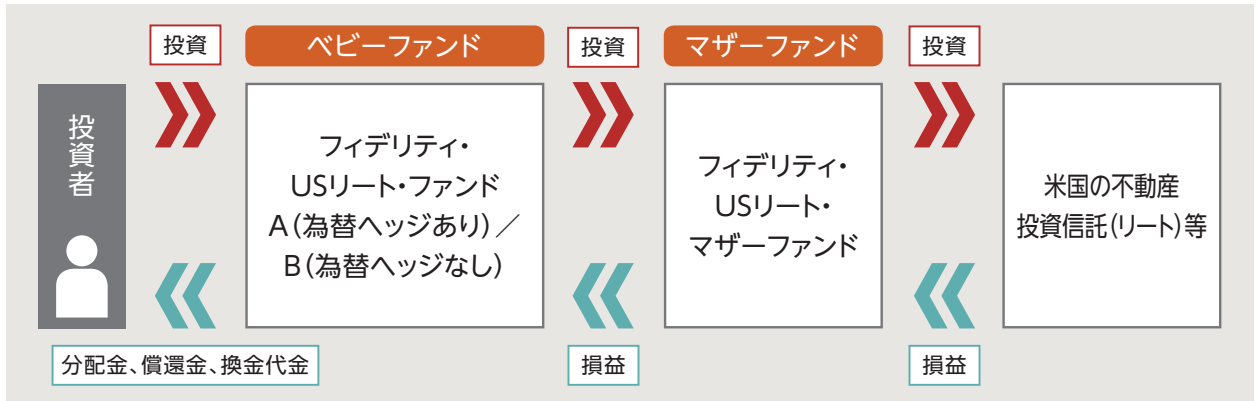 投資
ベビーファンド
投資
マザーファンド
投資
投資者
フィデリティ・
USリート・ファンド
A(為替ヘッジあり)/
B(為替ヘッジなし)
フィデリティ・
USリート・
マザーファンド
米国の不動産
投資信託(リート)等
分配金、償還金、換金代金
損益
損益